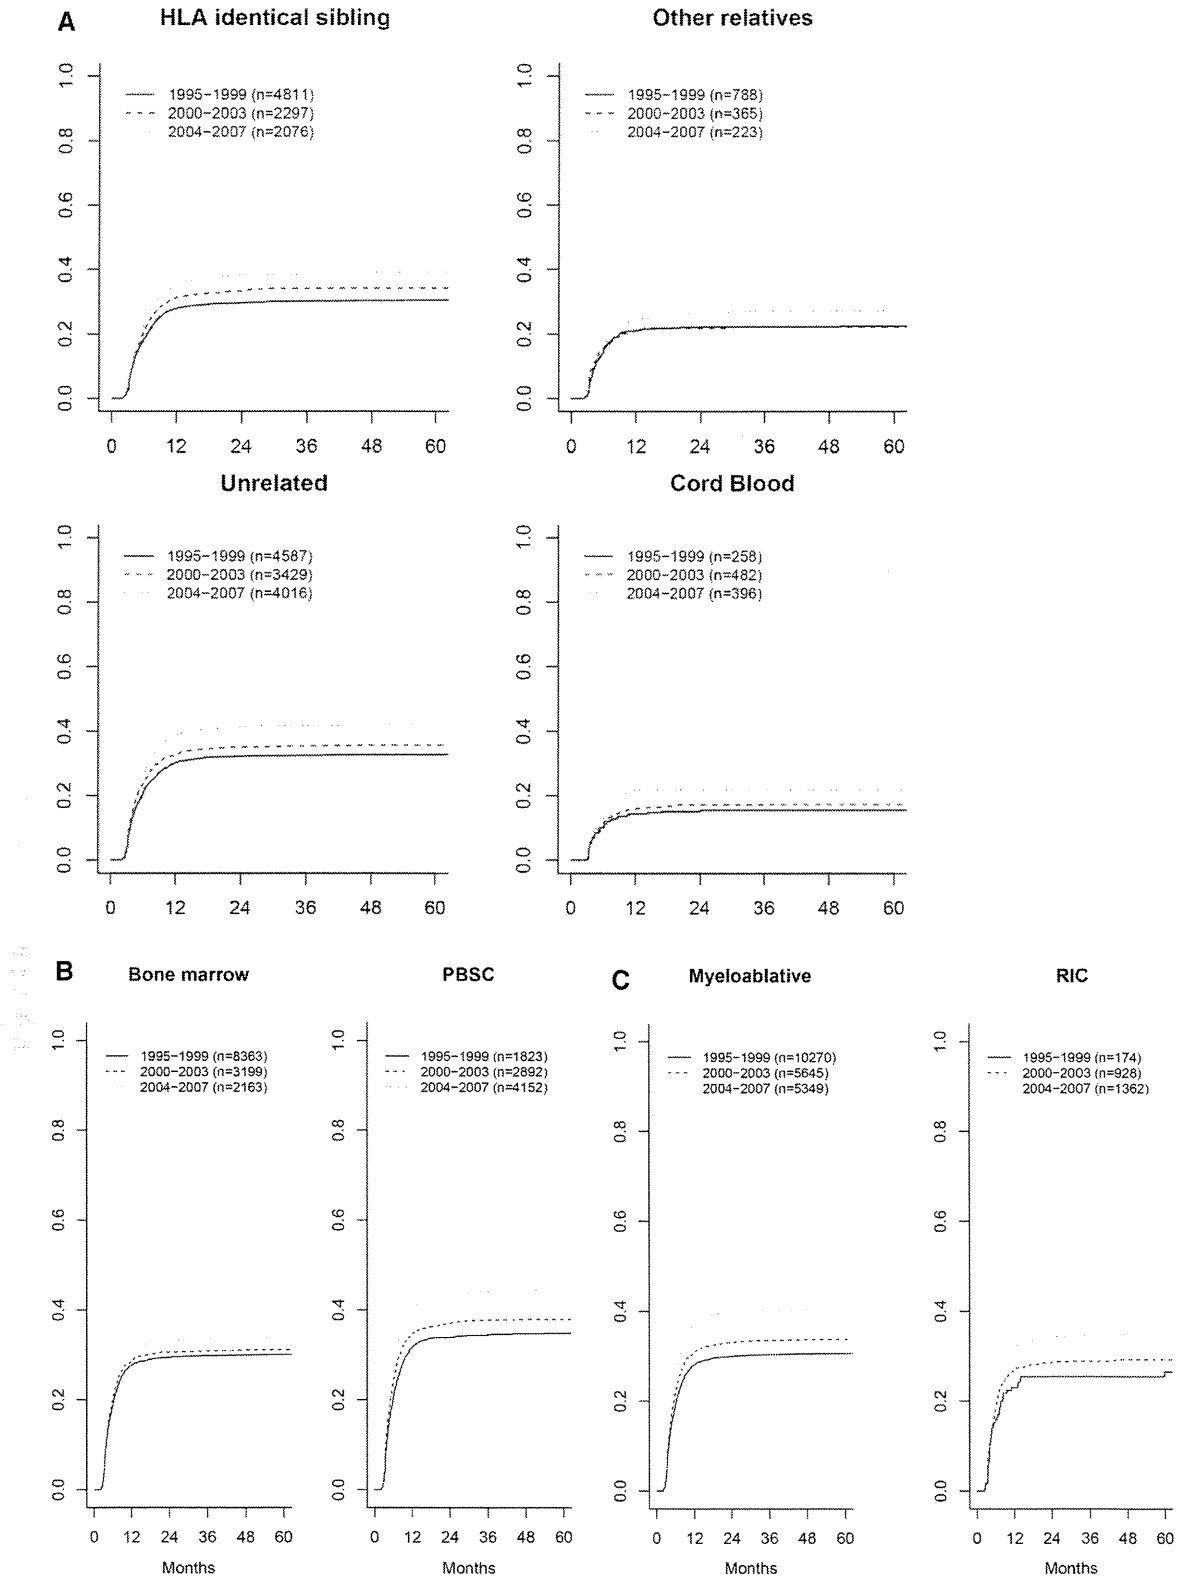 A
HLA identical sibling
1.0
0.8
0.6
0.4
0.2
0.0
1995-1999 (n=4811)
2000-2003 (n=2297)
2004-2007 (n=2076)
0 12 24 36 48 60
Other relatives
1.0
0.8
0.6
0.4
0.2
0.0
1995-1999 (n=788)
2000-2003 (n=365)
2004-2007 (n=223)
0 12 24 36 48 60
Unrelated
1.0
0.8
0.6
0.4
0.2
0.0
1995-1999 (n=4587)
2000-2003 (n=3429)
2004-2007 (n=4016)
0 12 24 36 48 60
Cord Blood
1.0
0.8
0.6
0.4
0.2
0.0
1995-1999 (n=258)
2000-2003 (n=482)
2004-2007 (n=396)
0 12 24 36 48 60
B
Bone marrow
1.0
0.8
0.6
0.4
0.2
0.0
1995-1999 (n=8363)
2000-2003 (n=3199)
2004-2007 (n=2163)
0 12 24 36 48 60
Months
PBSC
1.0
0.8
0.6
0.4
0.2
0.0
1995-1999 (n=1823)
2000-2003 (n=2892)
2004-2007 (n=4152)
0 12 24 36 48 60
Months
C
Myeloablative
1.0
0.8
0.6
0.4
0.2
0.0
1995-1999 (n=10270)
2000-2003 (n=5645)
2004-2007 (n=5349)
0 12 24 36 48 60
Months
RIC
1.0
0.8
0.6
0.4
0.2
0.0
1995-1999 (n=174)
2000-2003 (n=928)
2004-2007 (n=1362)
0 12 24 36 48 60
Months